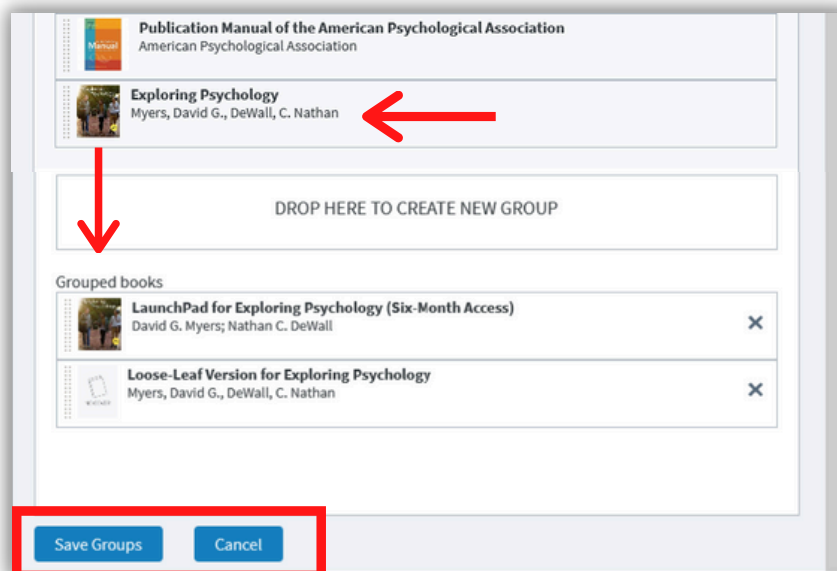 Manual
Publication Manual of the American Psychological Association
American Psychological Association
Exploring Psychology
Myers, David G., DeWall, C. Nathan
DROP HERE TO CREATE NEW GROUP
Grouped books
LaunchPad for Exploring Psychology (Six-Month Access)
David G. Myers; Nathan C. DeWall
Loose-Leaf Version for Exploring Psychology
Myers, David G., DeWall, C. Nathan
Save Groups
Cancel